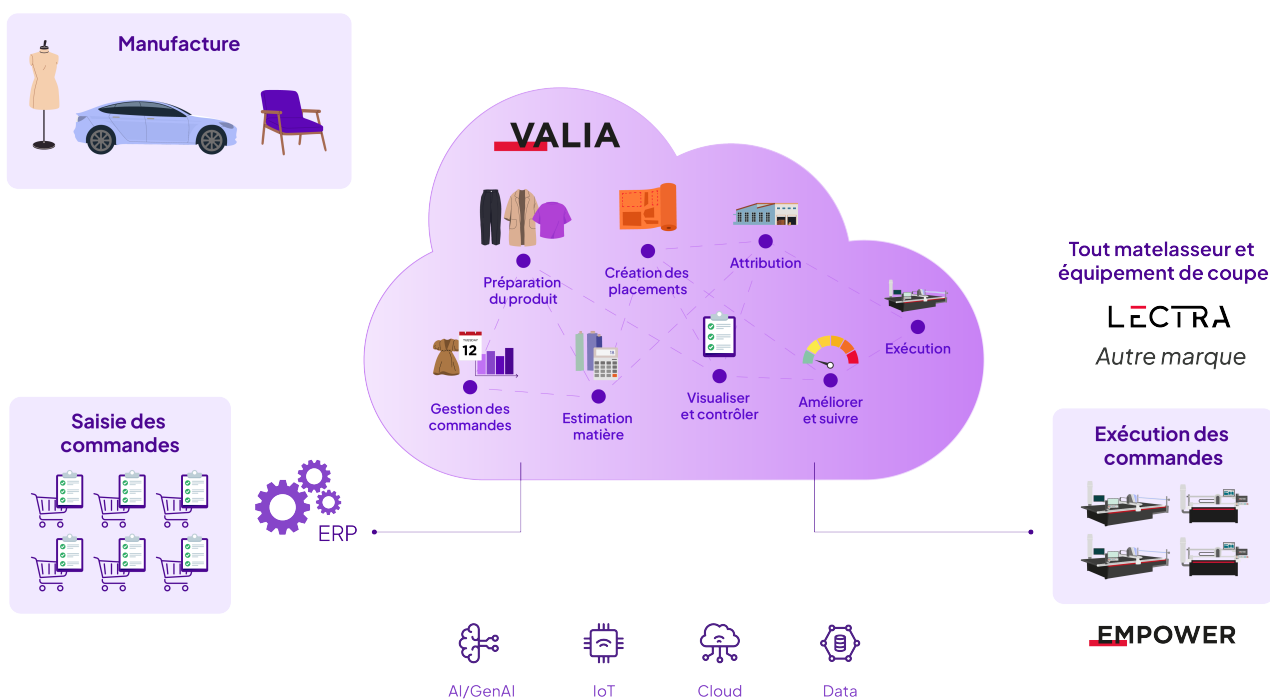 Manufacture
VALIA
Préparation
du produit
Création des
placements
Attribution
Exécution
TUESDAY
12
Gestion des
commandes
Estimation
matière
Visualiser
et contrôler
Améliorer
et suivre
Tout matelasseur et
équipement de coupe
LECTRA
Autre marque
Saisie des
commandes
ERP
Exécution des
commandes
EMPOWER
AI/GenAI
IoT
Cloud
Data